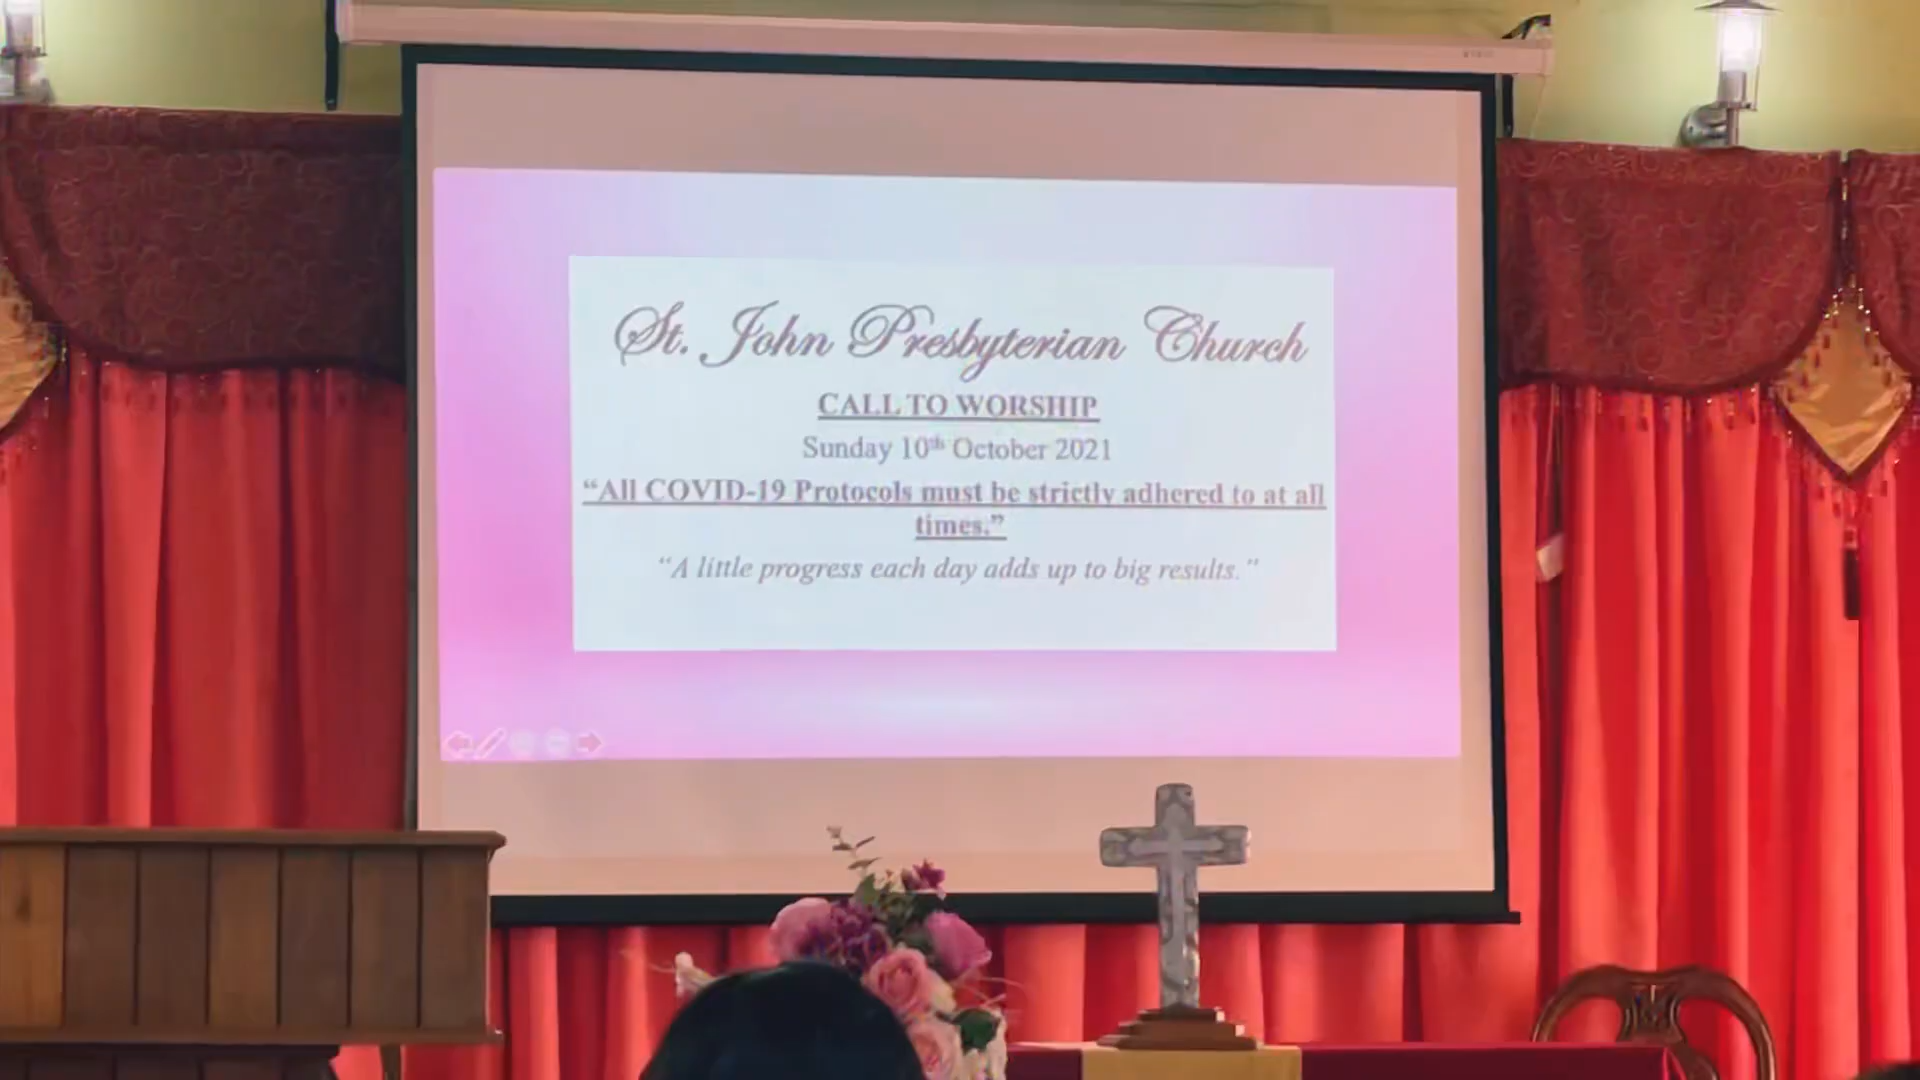 St. John Presbyterian Church
CALL TO WORSHIP
Sunday 10th October 2021
“All COVID-19 Protocols must be strictly adhered to at all
times.”
“A little progress each day adds up to big results.”